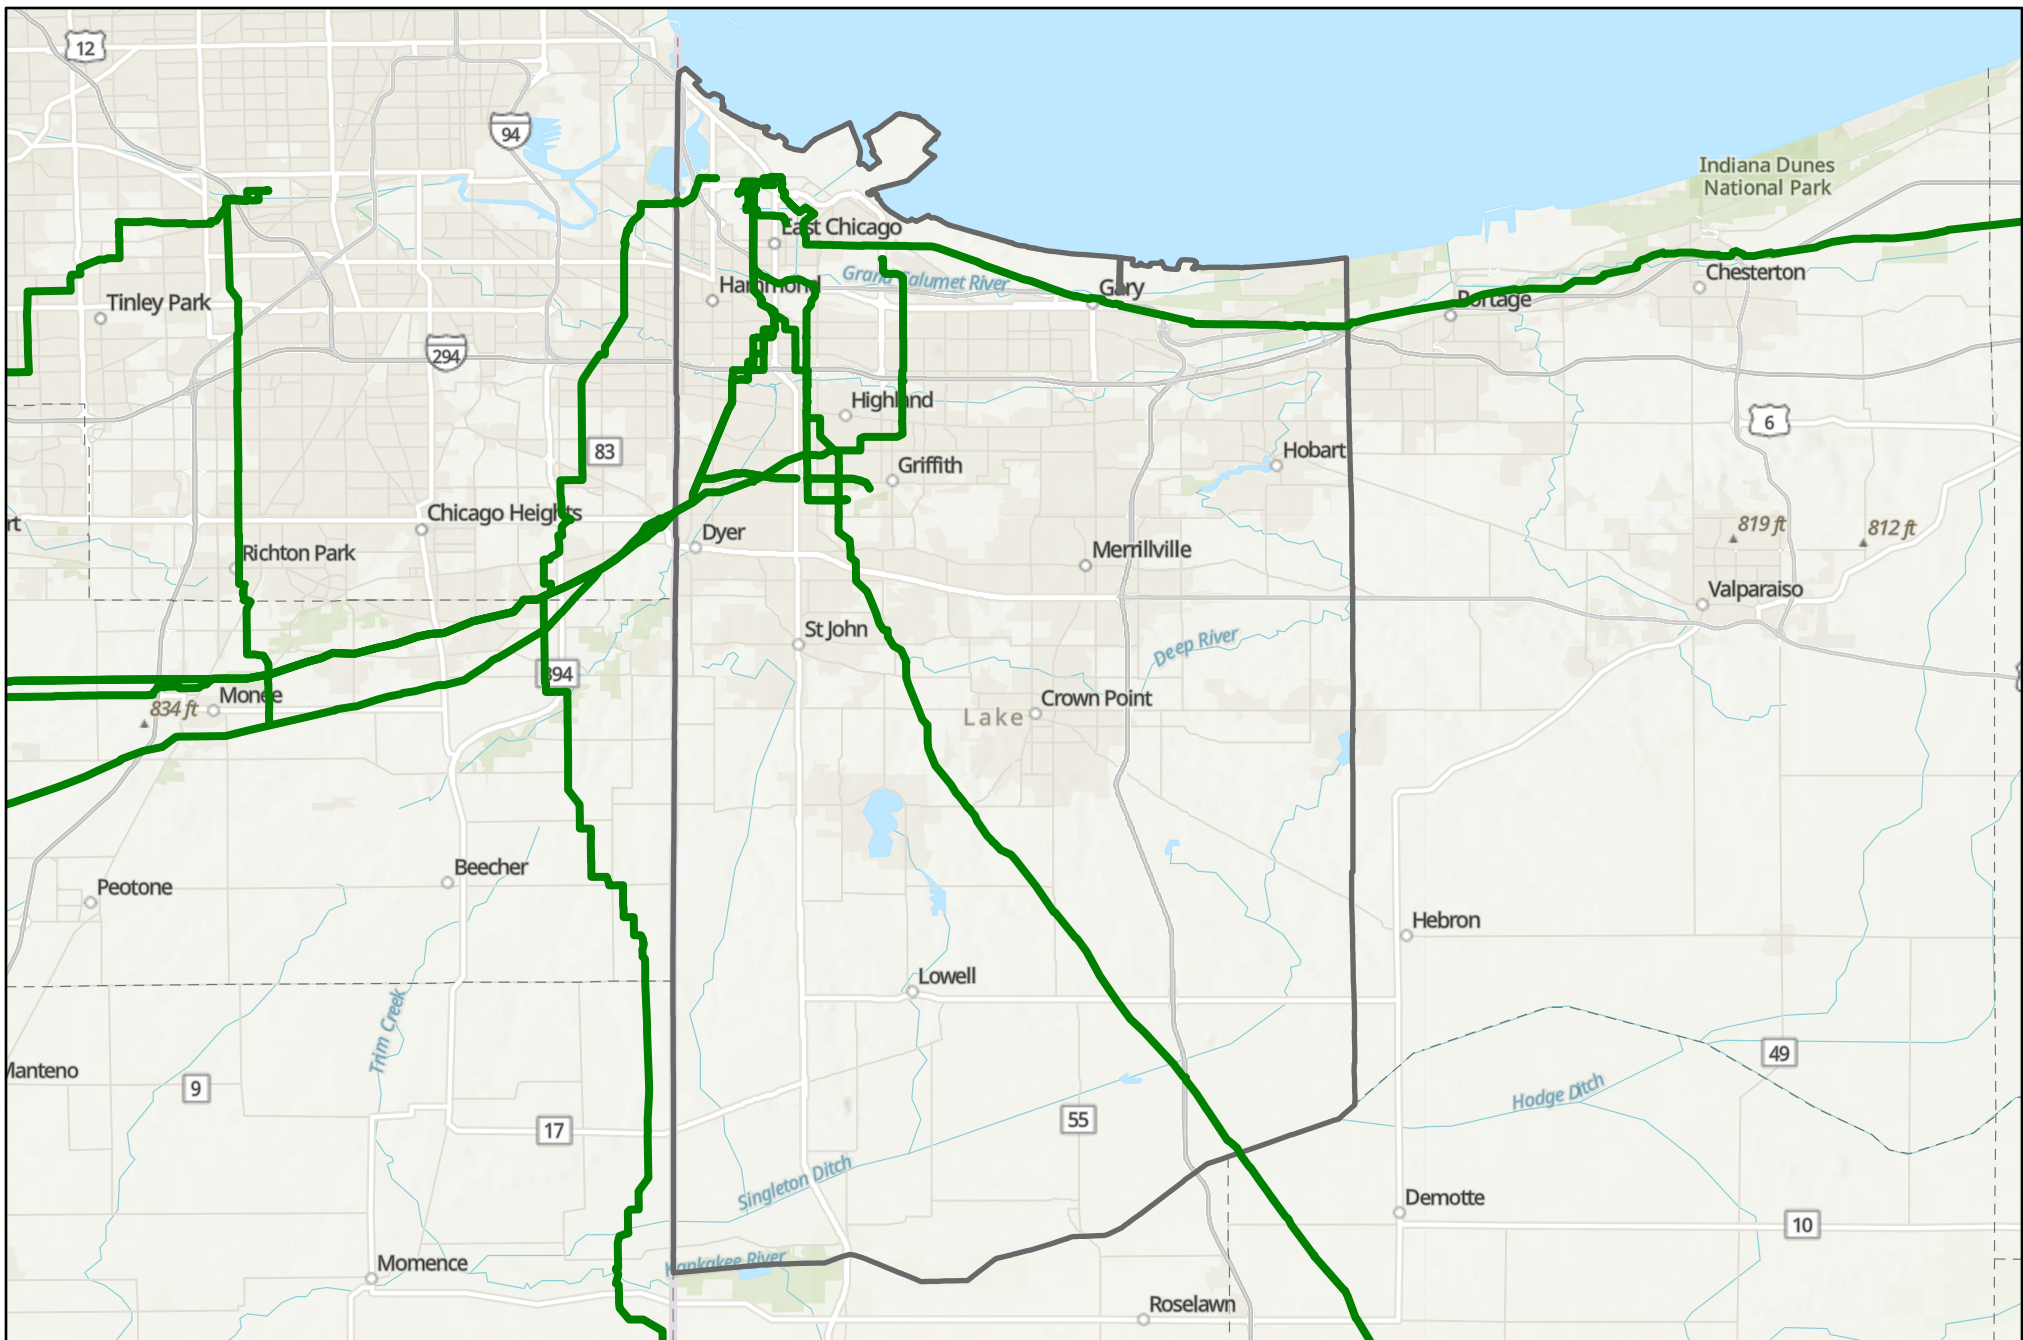 12
94
Indiana Dunes
National Park
East Chicago
Grand Calumet River
Chesterton
Hammond
Gary
Portage
Tinley Park
294
Highland
6
83
Hobart
Griffith
Chicago Heights
rt
819 ft
812 ft
Dyer
Richton Park
Merrillville
Valparaiso
St John
Deep River
394
Monee
834 ft
Crown Point
Lake
Beecher
Peotone
Hebron
Lowell
Trim Creek
Manteno
9
49
Hodge Ditch
55
17
Singleton Ditch
Demotte
10
Kankakee River
Momence
Roselawn